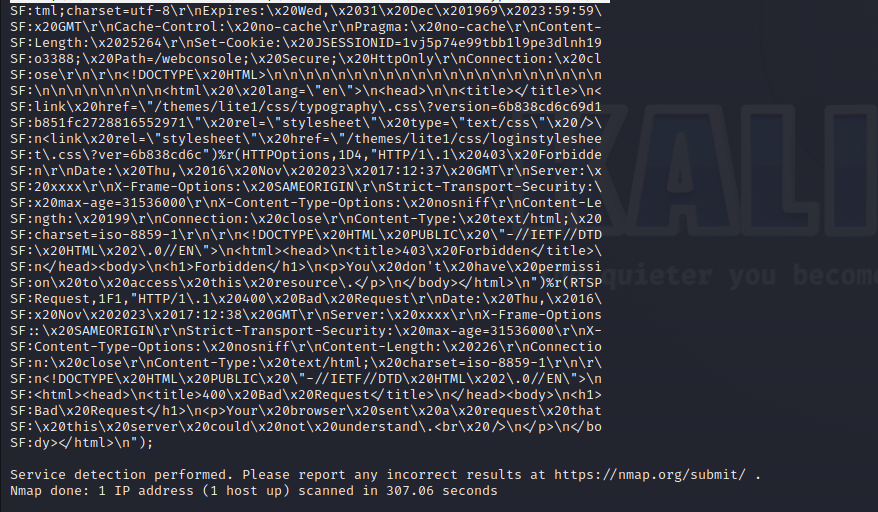 SF:tml;charset=utf-8\r\nExpires:\x20Wed,\x2031\x20Dec\x201969\x2023:59:59\
SF:x20GMT\r\nCache-Control:\x20no-cache\r\nPragma:\x20no-cache\r\nContent-
SF:Length:\x2025264\r\nSet-Cookie:\x20JSESSIONID=1vj5p74e99tbb1l9pe3dlnh19
SF:o3388;\x20Path=/webconsole;\x20Secure;\x20HttpOnly\r\nConnection:\x20cl
SF:ose\r\n\r\n<!DOCTYPE\x20HTML>\n\n\n\n\n\n\n\n\n\n\n\n\n\n\n\n\n\n\n\n\n
SF:\n\n\n\n\n\n\n\n<html\x20\x20lang=\"en\">\n<head>\n\n<title></title>\n<
SF:link\x20href=\"/themes/lite1/css/typography\.css\?version=6b838cd6c69d1
SF:b851fc2728816552971\"\x20rel=\"stylesheet\"\x20type=\"text/css\"\x20/>\
SF:n<link\x20rel=\"stylesheet\"\x20href=\"/themes/lite1/css/loginstyleshee
SF:t\.css\?ver=6b838cd6c")%r(HTTPOptions,1D4,"HTTP/1\.1\x20403\x20Forbidde
SF:n\r\nDate:\x20Thu,\x2016\x20Nov\x202023\x2017:12:37\x20GMT\r\nServer:\x
SF:20xxxx\r\nX-Frame-Options:\x20SAMEORIGIN\r\nStrict-Transport-Security:\
SF:x20max-age=31536000\r\nX-Content-Type-Options:\x20nosniff\r\nContent-Le
SF:ngth:\x20199\r\nConnection:\x20close\r\nContent-Type:\x20text/html;\x20
SF:charset=iso-8859-1\r\n\r\n<!DOCTYPE\x20HTML\x20PUBLIC\x20\"-//IETF//DTD
SF:\x20HTML\x202\.0//EN\">\n<html><head>\n<title>403\x20Forbidden</title>\
SF:n</head><body>\n<h1>Forbidden</h1>\n<p>You\x20don't\x20have\x20permissi
SF:on\x20to\x20access\x20this\x20resource\.</p>\n</body></html>\n")%r(RTSP
SF:Request,1F1,"HTTP/1\.1\x20400\x20Bad\x20Request\r\nDate:\x20Thu,\x2016\
SF:x20Nov\x202023\x2017:12:38\x20GMT\r\nServer:\x20xxxx\r\nX-Frame-Options
SF::\x20SAMEORIGIN\r\nStrict-Transport-Security:\x20max-age=31536000\r\nX-
SF:Content-Type-Options:\x20nosniff\r\nContent-Length:\x20226\r\nConnectio
SF:n:\x20close\r\nContent-Type:\x20text/html;\x20charset=iso-8859-1\r\n\r\
SF:n<!DOCTYPE\x20HTML\x20PUBLIC\x20\"-//IETF//DTD\x20HTML\x202\.0//EN\">\n
SF:<html><head>\n<title>400\x20Bad\x20Request</title>\n</head><body>\n<h1>
SF:Bad\x20Request</h1>\n<p>Your\x20browser\x20sent\x20a\x20request\x20that
SF:\x20this\x20server\x20could\x20not\x20understand\.<br\x20/>\n</p>\n</bo
SF:dy></html>\n");
KALI
quieter you become
Service detection performed. Please report any incorrect results at https://nmap.org/submit/ .
Nmap done: 1 IP address (1 host up) scanned in 307.06 seconds